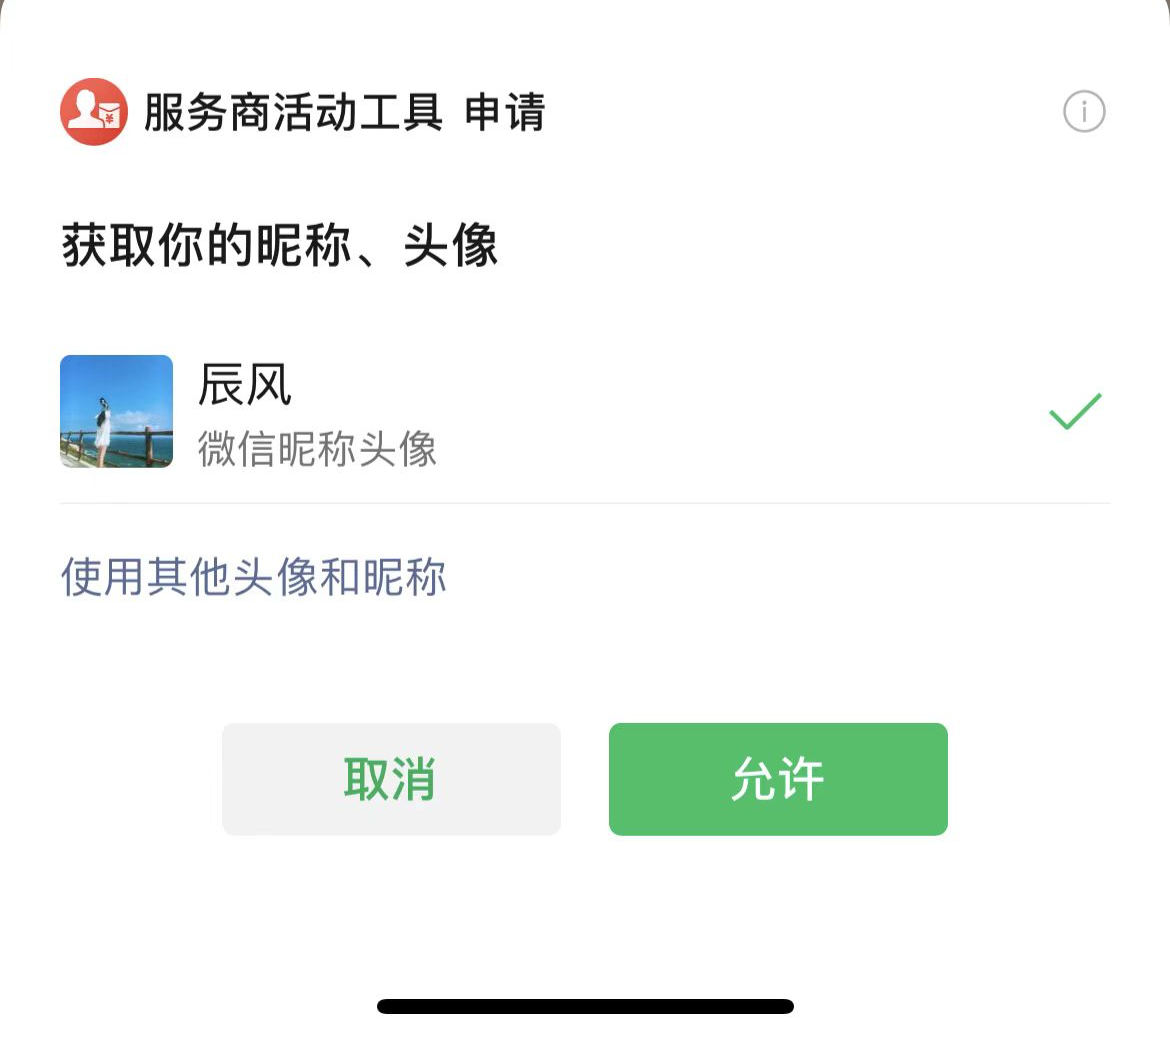 服务商活动工具 申请
获取你的昵称、头像
辰风
微信昵称头像
使用其他头像和昵称
取消
允许